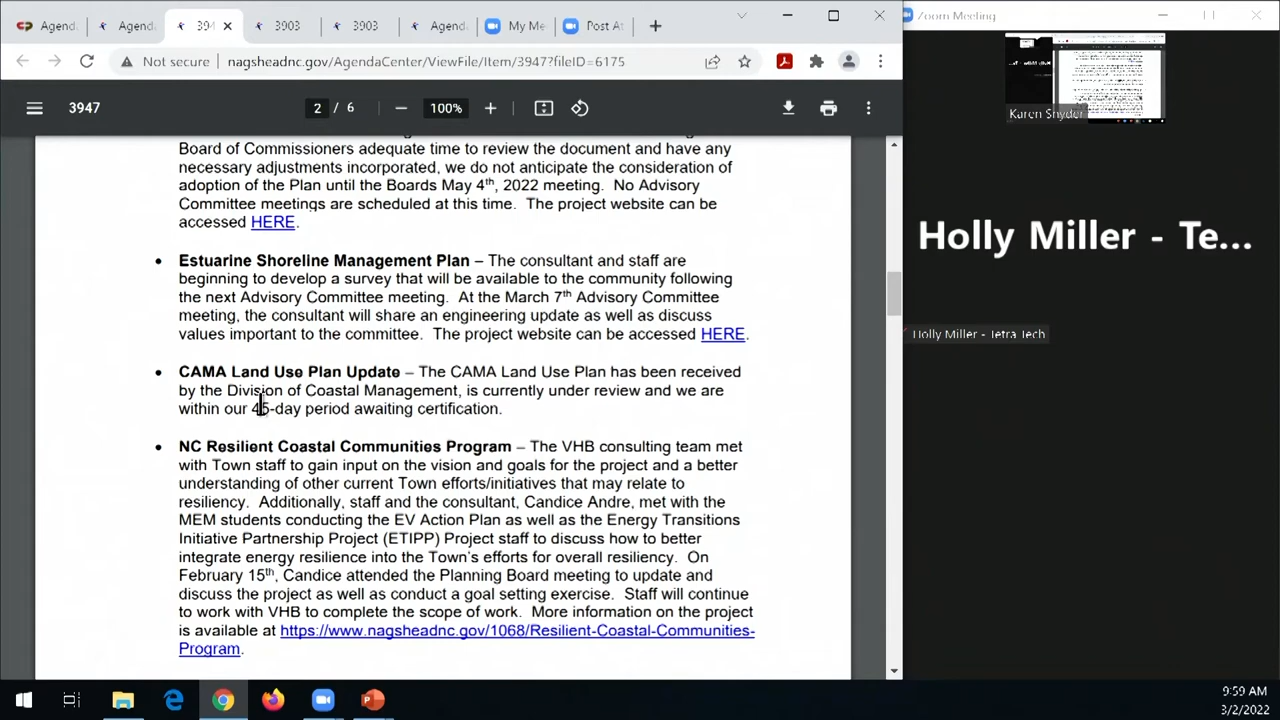 Agend
Agend
394
3903
3903
Agend
My Me
Post At
Zoom Meeting
Not secure
nagsheadnc.
3947
2 / 6
100%
Board of Commissioners adequate time to review the document and have any
necessary adjustments incorporated, we do not anticipate the consideration of
adoption of the Plan until the Boards May 4th, 2022 meeting. No Advisory
Committee meetings are scheduled at this time. The project website can be
accessed HERE.
• Estuarine Shoreline Management Plan – The consultant and staff are
beginning to develop a survey that will be available to the community following
the next Advisory Committee meeting. At the March 7th Advisory Committee
meeting, the consultant will share an engineering update as well as discuss
values important to the committee. The project website can be accessed HERE.
• CAMA Land Use Plan Update – The CAMA Land Use Plan has been received
by the Division of Coastal Management, is currently under review and we are
within our 45-day period awaiting certification.
• NC Resilient Coastal Communities Program – The VHB consulting team met
with Town staff to gain input on the vision and goals for the project and a better
understanding of other current Town efforts/initiatives that may relate to
resiliency. Additionally, staff and the consultant, Candice Andre, met with the
MEM students conducting the EV Action Plan as well as the Energy Transitions
Initiative Partnership Project (ETIPP) Project staff to discuss how to better
integrate energy resilience into the Town's efforts for overall resiliency. On
February 15th, Candice attended the Planning Board meeting to update and
discuss the project as well as conduct a goal setting exercise. Staff will continue
to work with VHB to complete the scope of work. More information on the project
is available at https://www.nagsheadnc.gov/1068/Resilient-Coastal-Communities-
Program.
Karen Snyder
Holly Miller - Te...
Holly Miller - Tetra Tech
9:59 AM
3/2/2022